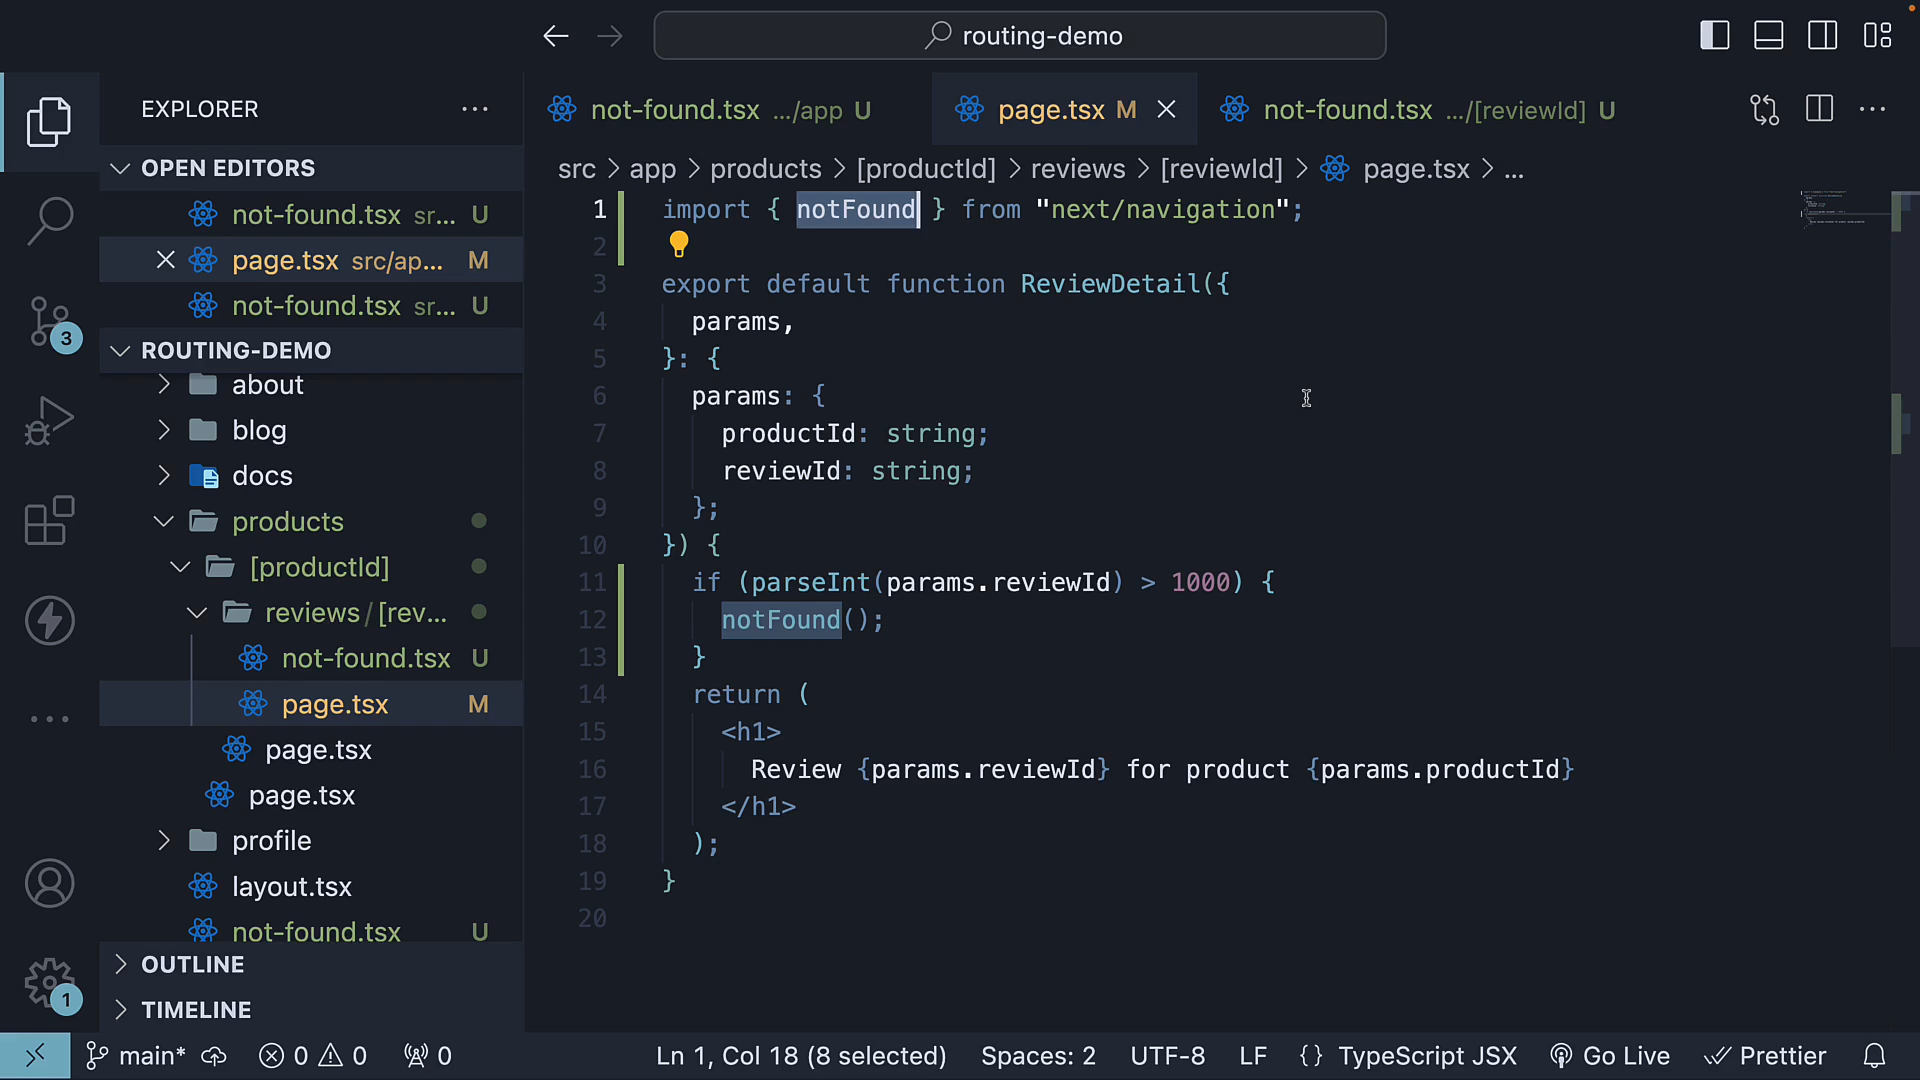 routing-demo
EXPLORER
OPEN EDITORS
not-found.tsx sr... U
page.tsx src/ap... M
not-found.tsx sr... U
ROUTING-DEMO
about
blog
docs
products
[productId]
reviews/[rev...
not-found.tsx U
page.tsx M
page.tsx
page.tsx
profile
layout.tsx
not-found.tsx U
OUTLINE
TIMELINE
3
1
not-found.tsx .../app U
page.tsx M
not-found.tsx .../[reviewId] U
src > app > products > [productId] > reviews > [reviewId] > page.tsx > ...
1 import { notFound } from "next/navigation";
2
3 export default function ReviewDetail({
4 params,
5 }: {
6 params: {
7 productId: string;
8 reviewId: string;
9 };
10 }) {
11 if (parseInt(params.reviewId) > 1000) {
12 notFound();
13 }
14 return (
15 <h1>
16 Review {params.reviewId} for product {params.productId}
17 </h1>
18 );
19 }
20
main* 0 0 0 Ln 1, Col 18 (8 selected) Spaces: 2 UTF-8 LF {} TypeScript JSX Go Live Prettier